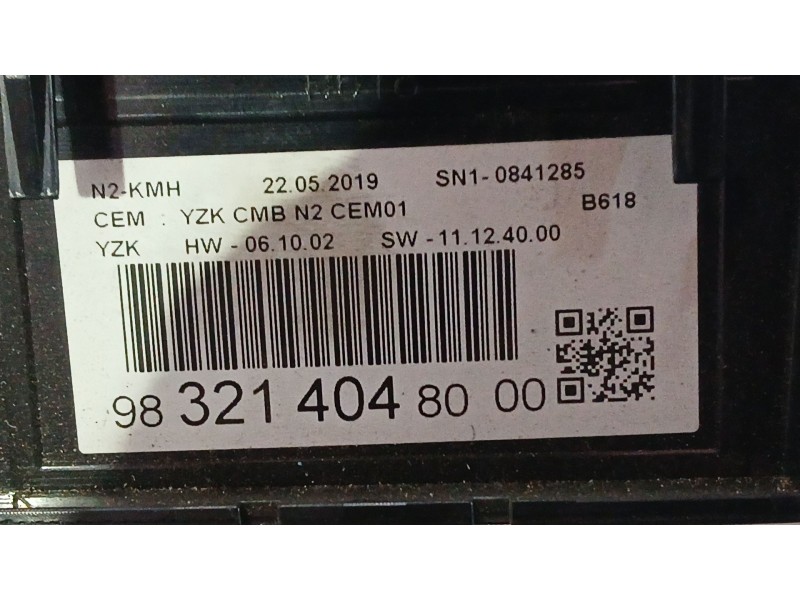 N2-KMH 22.05.2019 SN1-0841285
CEM : YZK CMB N2 CEM01 B618
YZK HW-06.10.02 SW-11.12.40.00
98 321 404 80 00